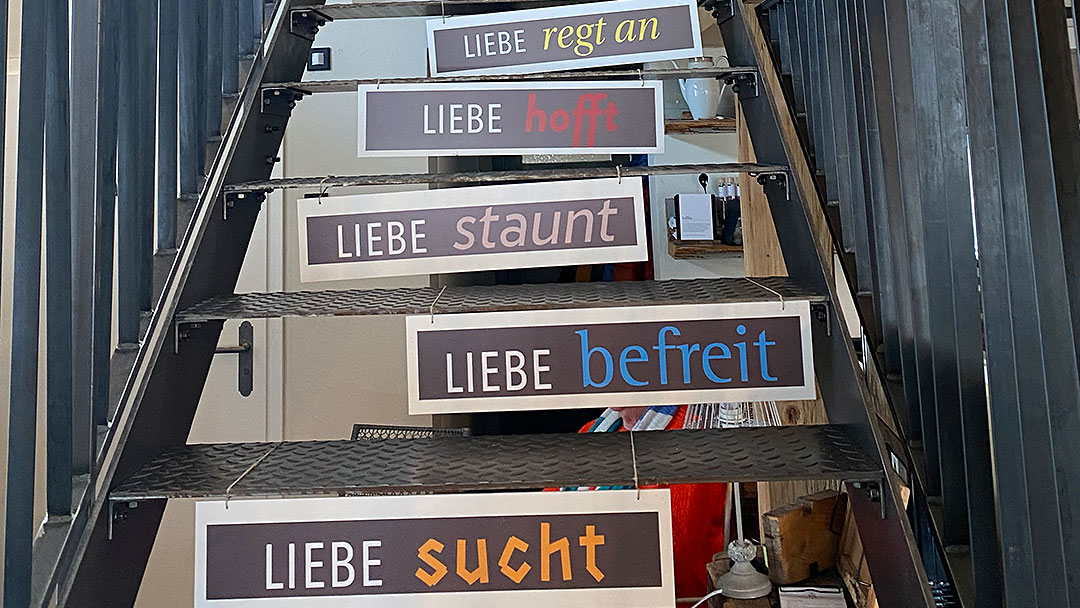 LIEBE regt an
LIEBE hofft
LIEBE staunt
LIEBE befreit
LIEBE sucht